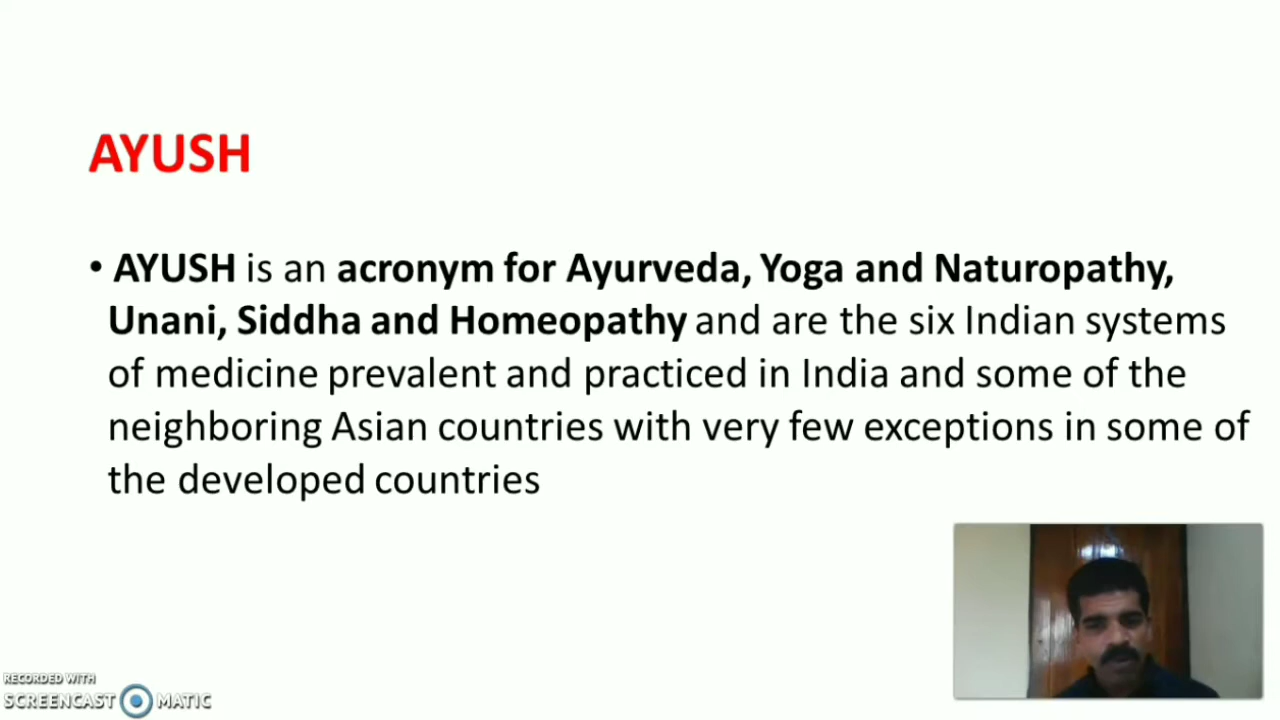 AYUSH
• AYUSH is an acronym for Ayurveda, Yoga and Naturopathy,
Unani, Siddha and Homeopathy and are the six Indian systems
of medicine prevalent and practiced in India and some of the
neighboring Asian countries with very few exceptions in some of
the developed countries
RECORDED WITH
SCREENCAST MATIC